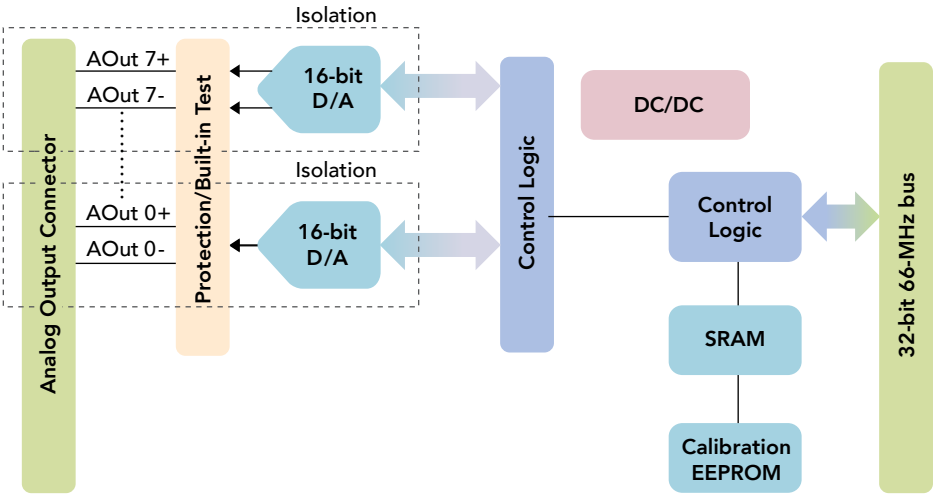 Isolation
AOut 7+
AOut 7-
16-bit
D/A
Isolation
AOut 0+
AOut 0-
16-bit
D/A
Analog Output Connector
Protection/Built-in Test
Control Logic
DC/DC
Control
Logic
SRAM
Calibration
EEPROM
32-bit 66-MHz bus